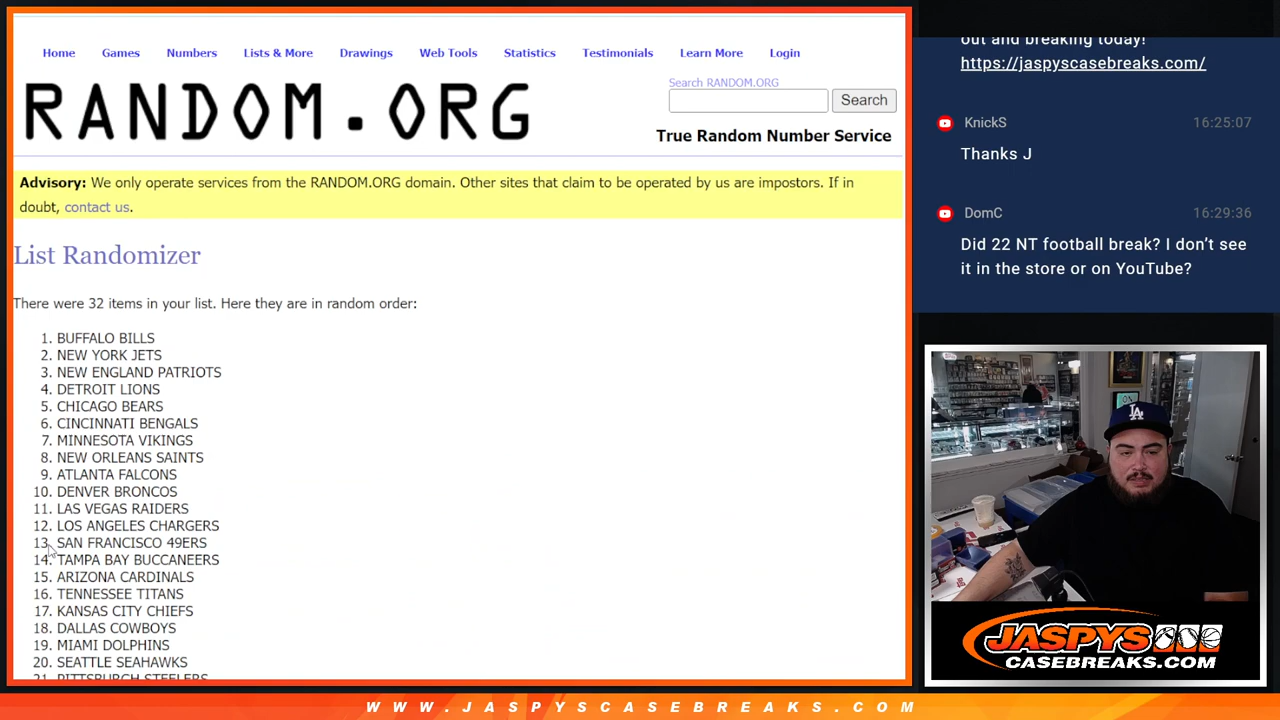 Home Games Numbers Lists & More Drawings Web Tools Statistics Testimonials Learn More Login
RANDOM.ORG
Search RANDOM.ORG
Search
True Random Number Service
Advisory: We only operate services from the RANDOM.ORG domain. Other sites that claim to be operated by us are impostors. If in
doubt, contact us.
List Randomizer
There were 32 items in your list. Here they are in random order:
1. BUFFALO BILLS
2. NEW YORK JETS
3. NEW ENGLAND PATRIOTS
4. DETROIT LIONS
5. CHICAGO BEARS
6. CINCINNATI BENGALS
7. MINNESOTA VIKINGS
8. NEW ORLEANS SAINTS
9. ATLANTA FALCONS
10. DENVER BRONCOS
11. LAS VEGAS RAIDERS
12. LOS ANGELES CHARGERS
13. SAN FRANCISCO 49ERS
14. TAMPA BAY BUCCANEERS
15. ARIZONA CARDINALS
16. TENNESSEE TITANS
17. KANSAS CITY CHIEFS
18. DALLAS COWBOYS
19. MIAMI DOLPHINS
20. SEATTLE SEAHAWKS
21. PITTSBURGH STEELERS
out and breaking today!
https://jaspyscasebreaks.com/
KnickS 16:25:07
Thanks J
DomC 16:29:36
Did 22 NT football break? I don't see
it in the store or on YouTube?
ON
LA
JASPYS
CASEBREAKS.COM
WWW.JASPYSCASEBREAKS.COM